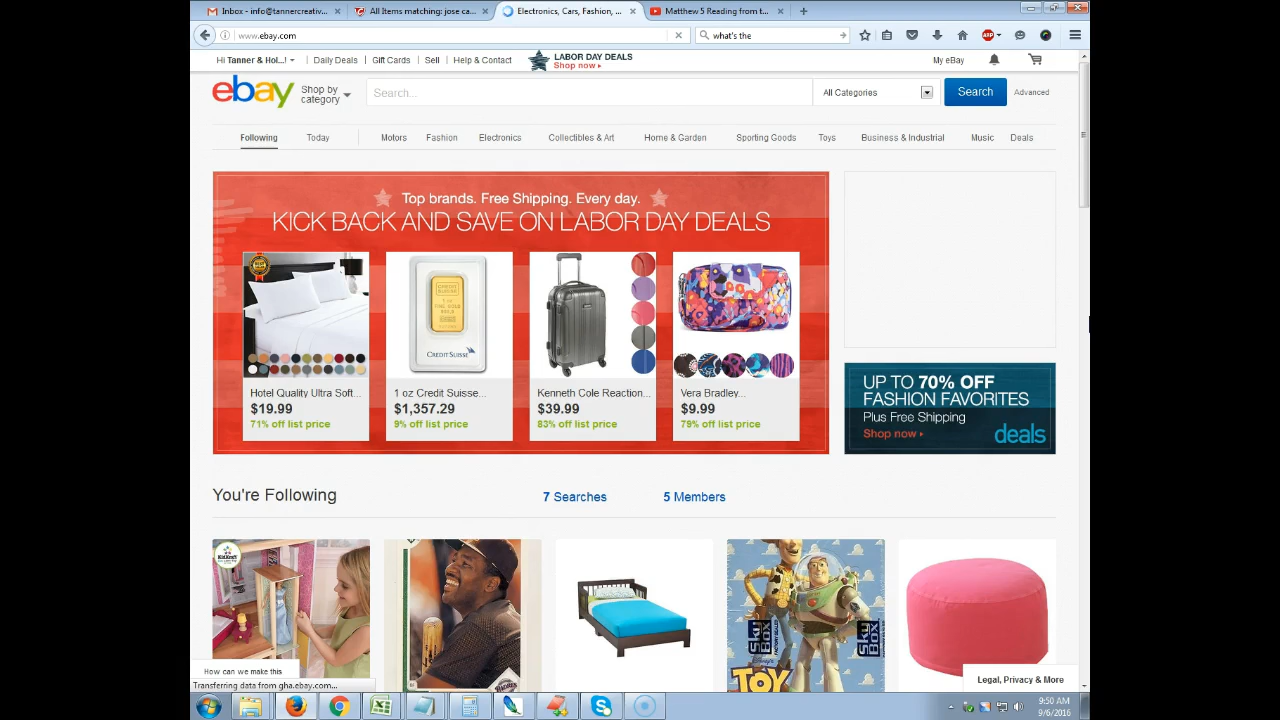 Inbox - info@tannercreativ...
All Items matching: jose ca...
Electronics, Cars, Fashion, ...
Matthew 5 Reading from t...
www.ebay.com
what's the
Hi Tanner & Hol...!
Daily Deals
Gift Cards
Sell
Help & Contact
LABOR DAY DEALS
Shop now
My eBay
ebay
Shop by
category
Search...
All Categories
Search
Advanced
Following
Today
Motors
Fashion
Electronics
Collectibles & Art
Home & Garden
Sporting Goods
Toys
Business & Industrial
Music
Deals
Top brands. Free Shipping. Every day.
KICK BACK AND SAVE ON LABOR DAY DEALS
CREDIT SUISSE
Hotel Quality Ultra Soft...
$19.99
71% off list price
1 oz Credit Suisse...
$1,357.29
9% off list price
Kenneth Cole Reaction...
$39.99
83% off list price
Vera Bradley...
$9.99
79% off list price
UP TO 70% OFF
FASHION FAVORITES
Plus Free Shipping
Shop now
deals
You're Following
7 Searches
5 Members
KidKraft
SKY
BOX
SKY
BOX
TOY
How can we make this
Transferring data from gha.ebay.com...
Legal, Privacy & More
9:50 AM
9/6/2016